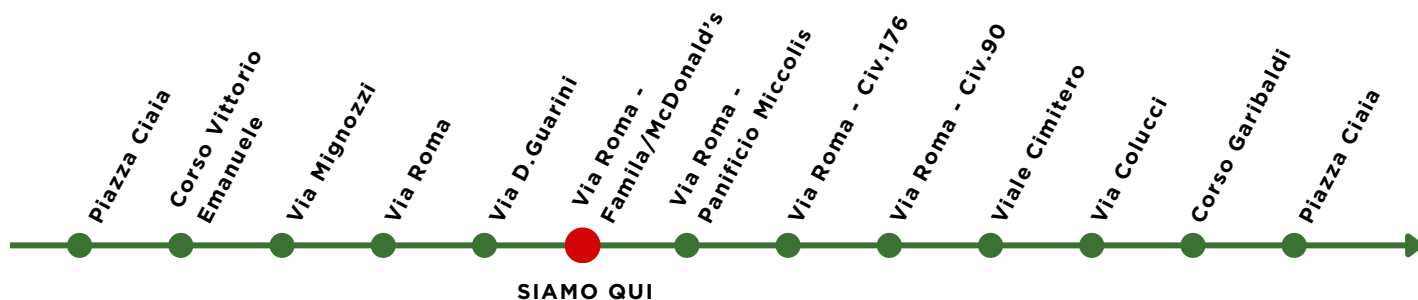 Piazza Ciaia
Corso Vittorio
Emanuele
Via Mignozzi
Via Roma
Via D.Guarini
Via Roma -
Famila/McDonald's
Via Roma -
Panificio Miccolis
Via Roma - Civ.176
Via Roma - Civ.90
Viale Cimitero
Via Colucci
Corso Garibaldi
Piazza Ciaia
SIAMO QUI